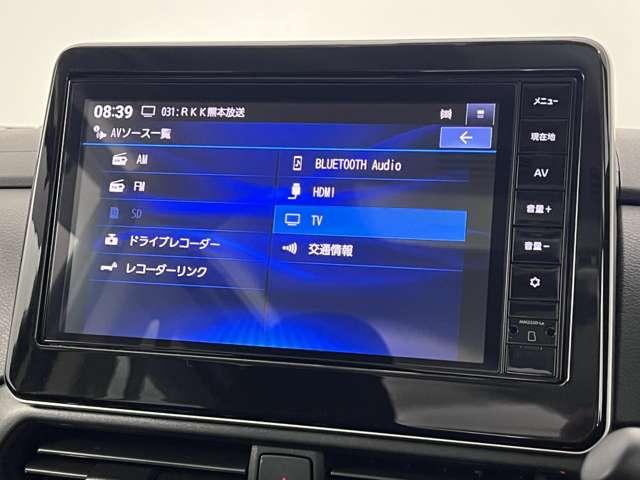 08:39 031:RKK熊本放送
AVソース一覧
AM
FM
SD
ドライブレコーダー
レコーダーリンク
BLUETOOTH Audio
HDMI
TV
交通情報
メニュー
現在地
AV
音量+
音量-